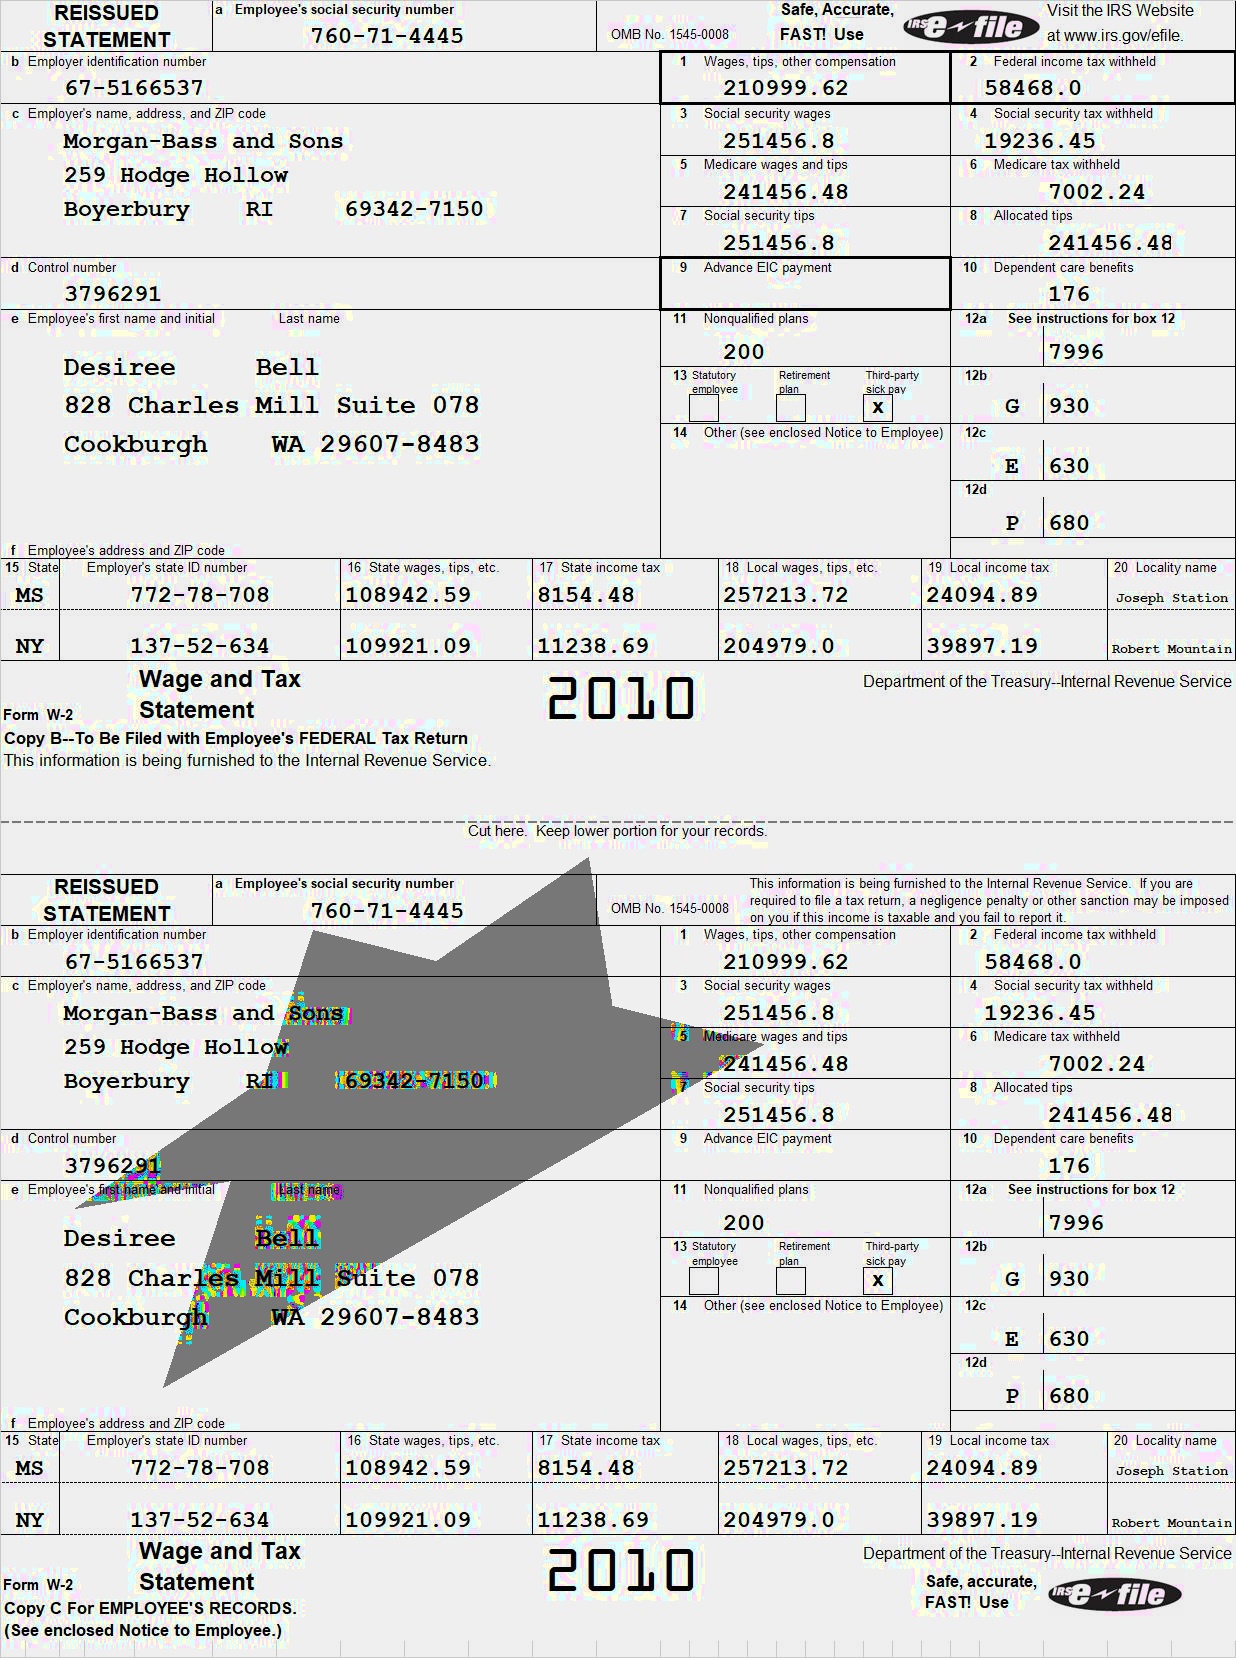 REISSUED STATEMENT
a Employee's social security number
760-71-4445
OMB No. 1545-0008
Safe, Accurate, FAST! Use
IRS e-file
Visit the IRS Website at www.irs.gov/efile.
b Employer identification number
67-5166537
1 Wages, tips, other compensation
210999.62
2 Federal income tax withheld
58468.0
c Employer's name, address, and ZIP code
Morgan-Bass and Sons
259 Hodge Hollow
Boyerbury RI 69342-7150
3 Social security wages
251456.8
4 Social security tax withheld
19236.45
5 Medicare wages and tips
241456.48
6 Medicare tax withheld
7002.24
7 Social security tips
251456.8
8 Allocated tips
241456.48
d Control number
3796291
9 Advance EIC payment
10 Dependent care benefits
176
e Employee's first name and initial Last name
Desiree Bell
828 Charles Mill Suite 078
Cookburgh WA 29607-8483
11 Nonqualified plans
200
12a See instructions for box 12
7996
13 Statutory employee Retirement plan Third-party sick pay
X
12b
G 930
14 Other (see enclosed Notice to Employee)
12c
E 630
12d
P 680
f Employee's address and ZIP code
15 State Employer's state ID number 16 State wages, tips, etc. 17 State income tax 18 Local wages, tips, etc. 19 Local income tax 20 Locality name
MS 772-78-708 108942.59 8154.48 257213.72 24094.89 Joseph Station
NY 137-52-634 109921.09 11238.69 204979.0 39897.19 Robert Mountain
Form W-2 Wage and Tax Statement
2010
Department of the Treasury--Internal Revenue Service
Copy B--To Be Filed with Employee's FEDERAL Tax Return
This information is being furnished to the Internal Revenue Service.
Cut here. Keep lower portion for your records.
REISSUED STATEMENT
a Employee's social security number
760-71-4445
OMB No. 1545-0008
This information is being furnished to the Internal Revenue Service. If you are
required to file a tax return, a negligence penalty or other sanction may be imposed
on you if this income is taxable and you fail to report it.
b Employer identification number
67-5166537
1 Wages, tips, other compensation
210999.62
2 Federal income tax withheld
58468.0
c Employer's name, address, and ZIP code
Morgan-Bass and Sons
259 Hodge Hollow
Boyerbury RI 69342-7150
3 Social security wages
251456.8
4 Social security tax withheld
19236.45
5 Medicare wages and tips
241456.48
6 Medicare tax withheld
7002.24
7 Social security tips
251456.8
8 Allocated tips
241456.48
d Control number
3796291
9 Advance EIC payment
10 Dependent care benefits
176
e Employee's first name and initial Last name
Desiree Bell
828 Charles Mill Suite 078
Cookburgh WA 29607-8483
11 Nonqualified plans
200
12a See instructions for box 12
7996
13 Statutory employee Retirement plan Third-party sick pay
X
12b
G 930
14 Other (see enclosed Notice to Employee)
12c
E 630
12d
P 680
f Employee's address and ZIP code
15 State Employer's state ID number 16 State wages, tips, etc. 17 State income tax 18 Local wages, tips, etc. 19 Local income tax 20 Locality name
MS 772-78-708 108942.59 8154.48 257213.72 24094.89 Joseph Station
NY 137-52-634 109921.09 11238.69 204979.0 39897.19 Robert Mountain
Form W-2 Wage and Tax Statement
2010
Department of the Treasury--Internal Revenue Service
Safe, accurate, FAST! Use
IRS e-file
Copy C For EMPLOYEE'S RECORDS.
(See enclosed Notice to Employee.)